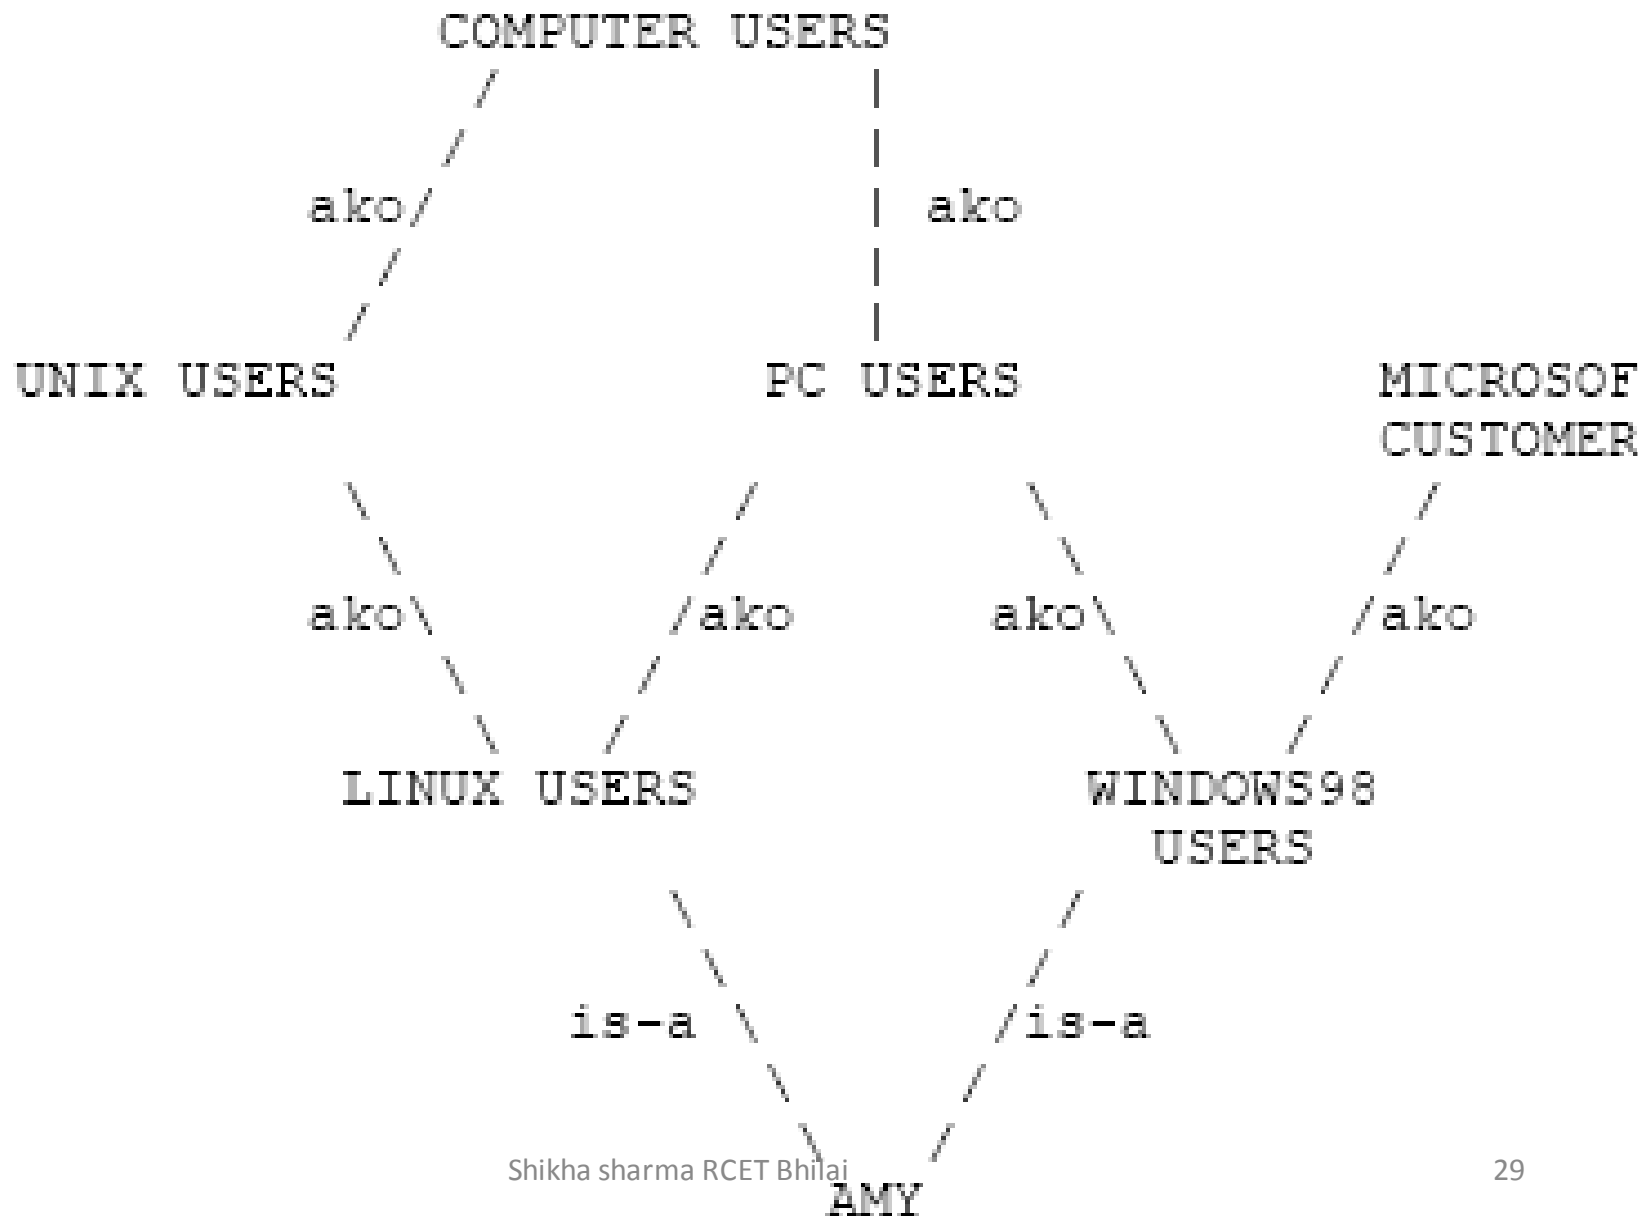 COMPUTER USERS
ako ako
UNIX USERS PC USERS MICROSOF
CUSTOMER
ako ako ako ako
LINUX USERS WINDOWS98
USERS
is-a is-a
Shikha sharma RCET Bhilai 29
AMY